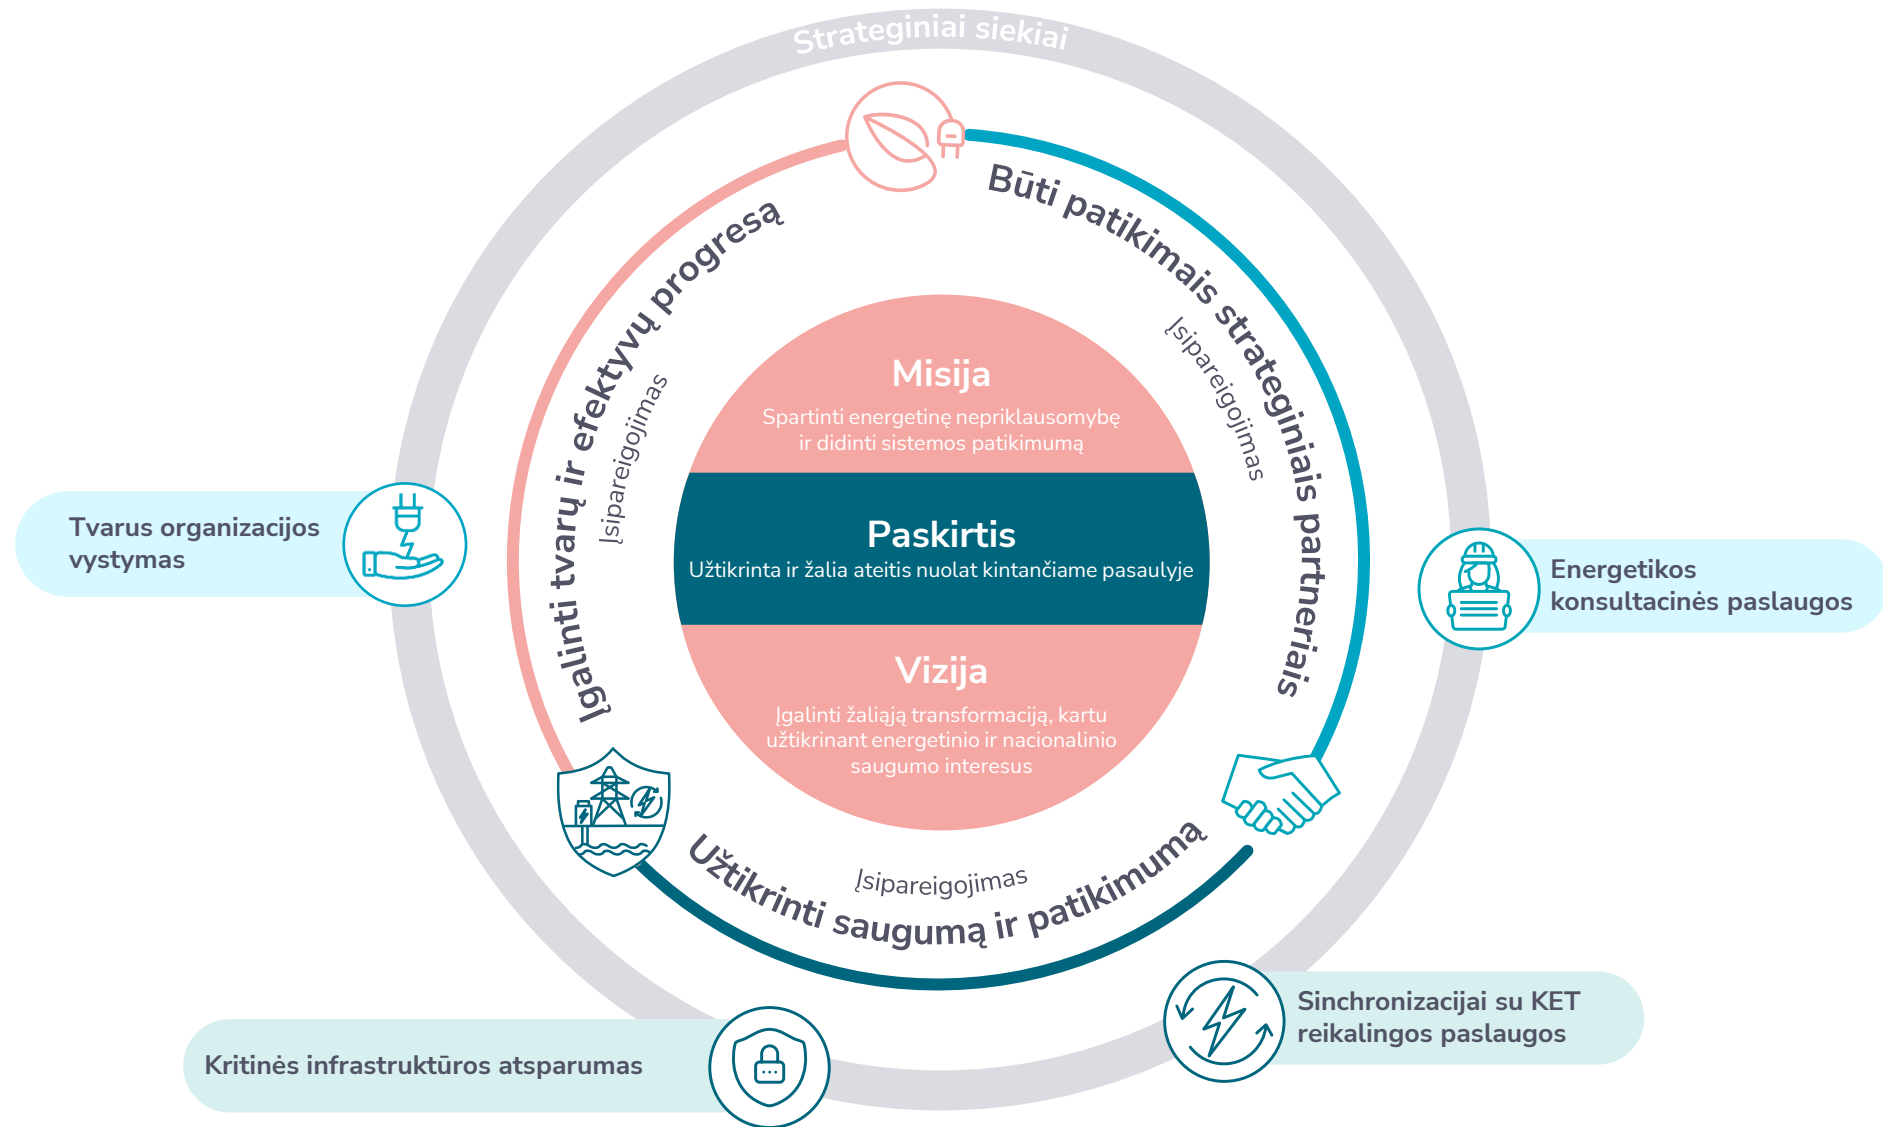 Strateginiai siekiai
Įgalinti tvarų ir efektyvų progresą
Įsipareigojimas
Būti patikimais strateginiais partneriais
Įsipareigojimas
Misija
Spartinti energetinę nepriklausomybę
ir didinti sistemos patikimumą
Paskirtis
Užtikrinta ir žalia ateitis nuolat kintančiame pasaulyje
Vizija
Įgalinti žaliąją transformaciją, kartu
užtikrinant energetinio ir nacionalinio
saugumo interesus
Įsipareigojimas
Užtikrinti saugumą ir patikimumą
Tvarus organizacijos
vystymas
Energetikos
konsultacinės paslaugos
Sinchronizacijai su KET
reikalingos paslaugos
Kritinės infrastruktūros atsparumas